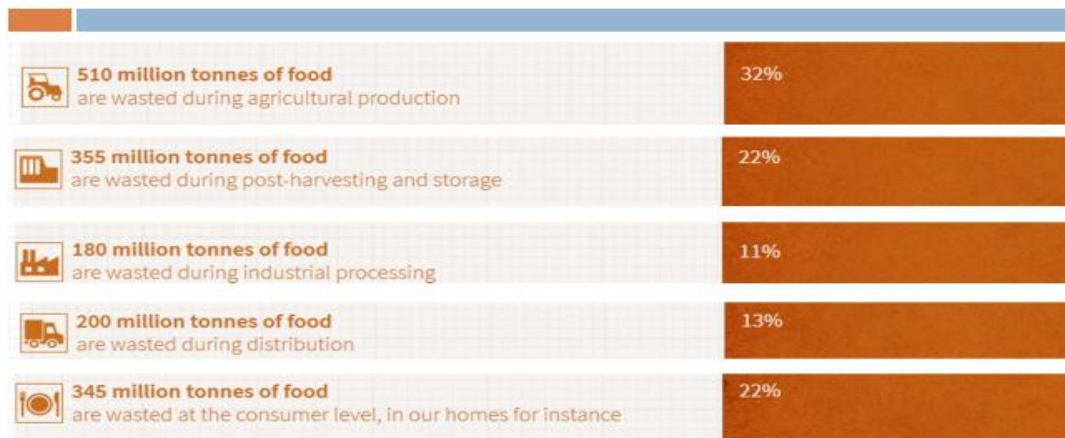 510 million tonnes of food
32%
are wasted during agricultural production
355 million tonnes of food
22%
are wasted during post-harvesting and storage
180 million tonnes of food
11%
are wasted during industrial processing
200 million tonnes of food
13%
are wasted during distribution
345 million tonnes of food
22%
are wasted at the consumer level, in our homes for instance